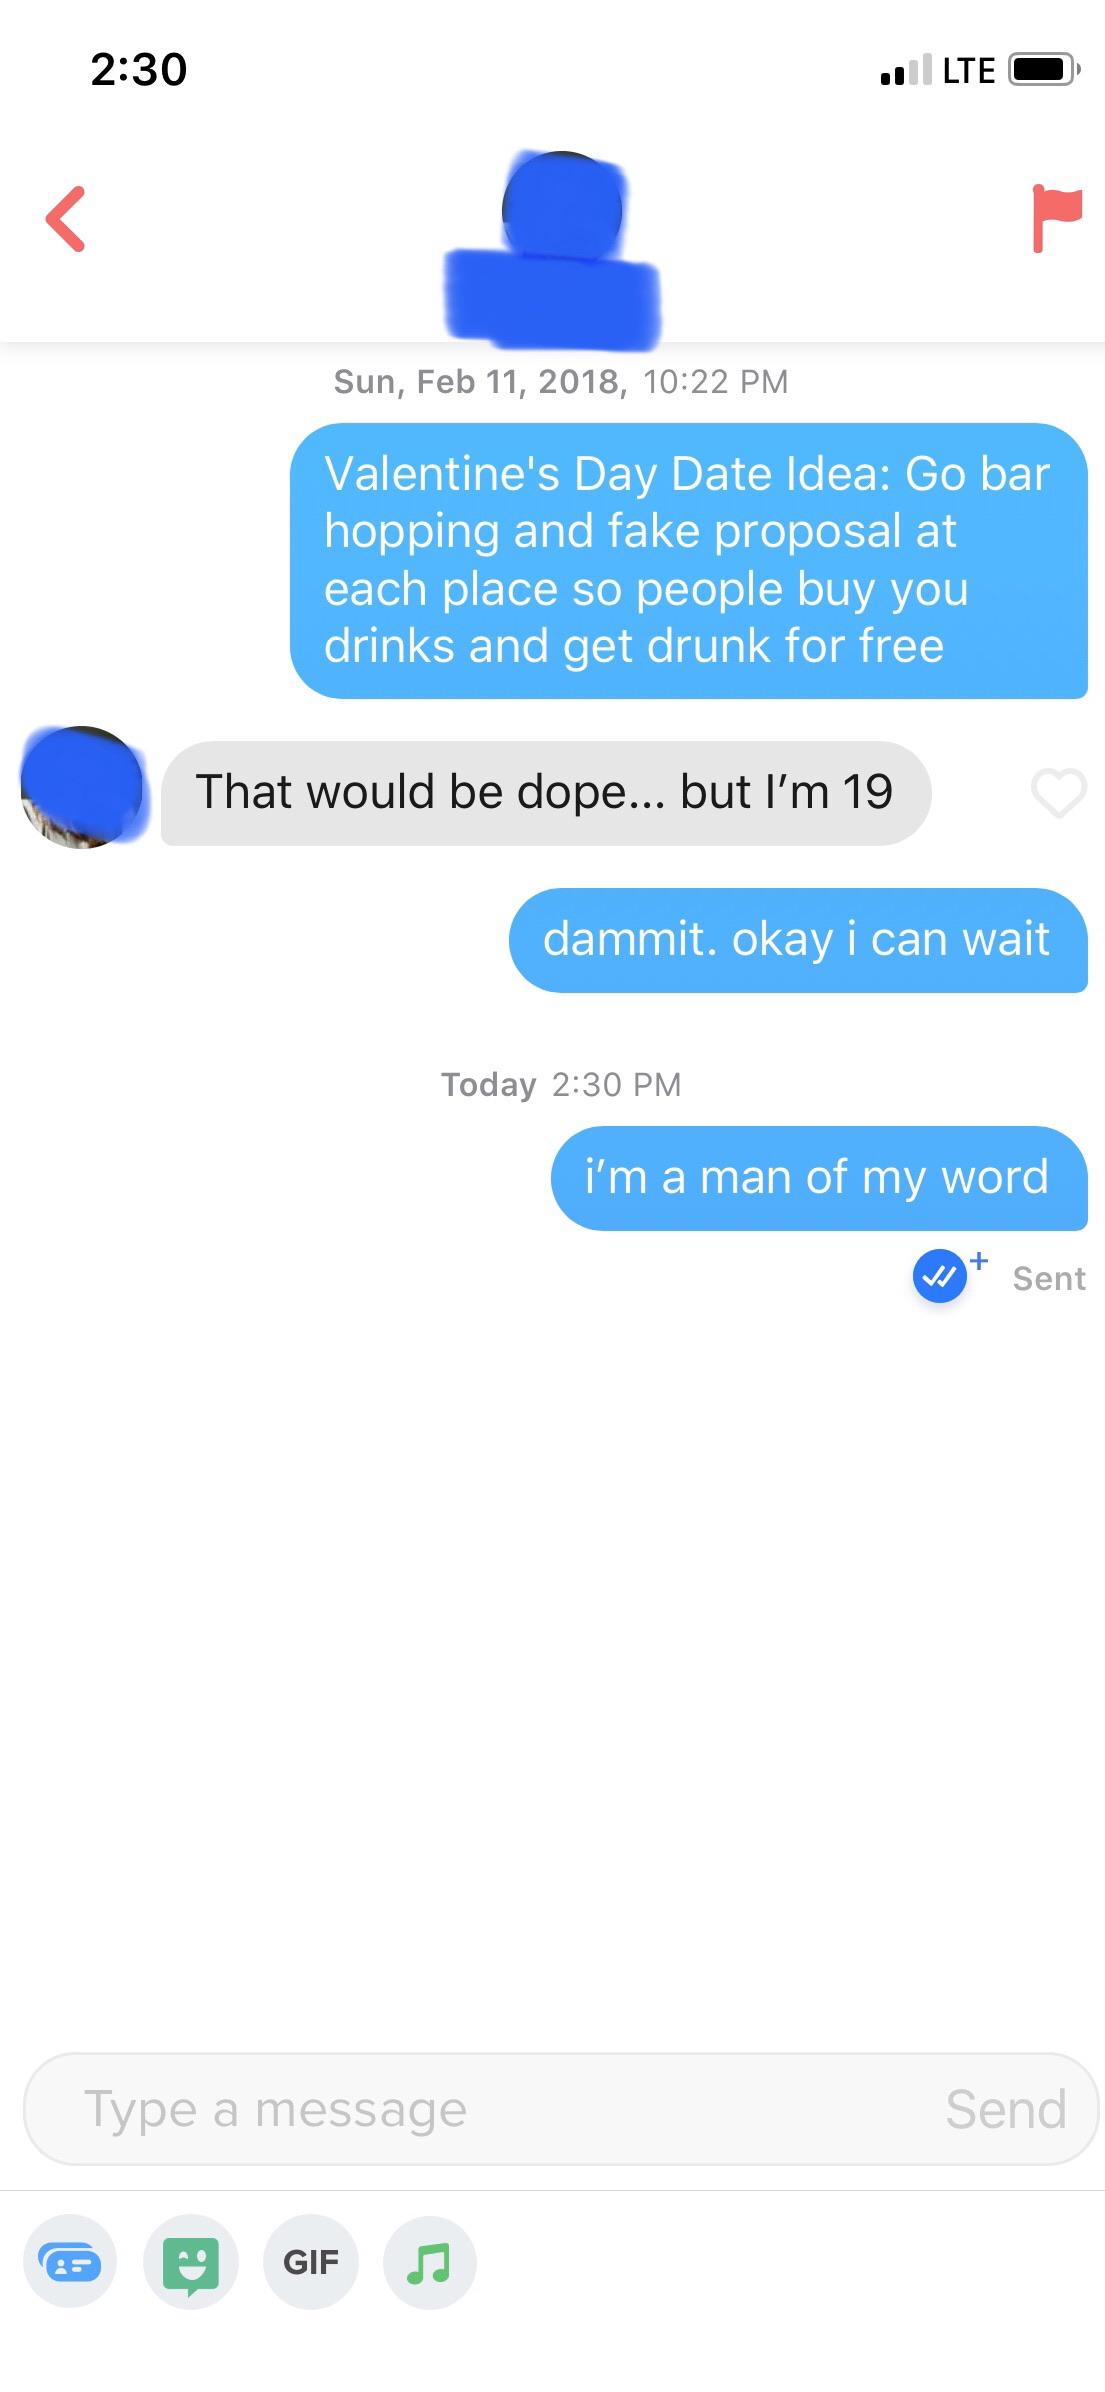 2:30
LTE
Sun, Feb 11, 2018, 10:22 PM
Valentine's Day Date Idea: Go bar
hopping and fake proposal at
each place so people buy you
drinks and get drunk for free
That would be dope... but I’m 19
dammit. okay i can wait
Today 2:30 PM
i’m a man of my word
Sent
Type a message
Send
GIF